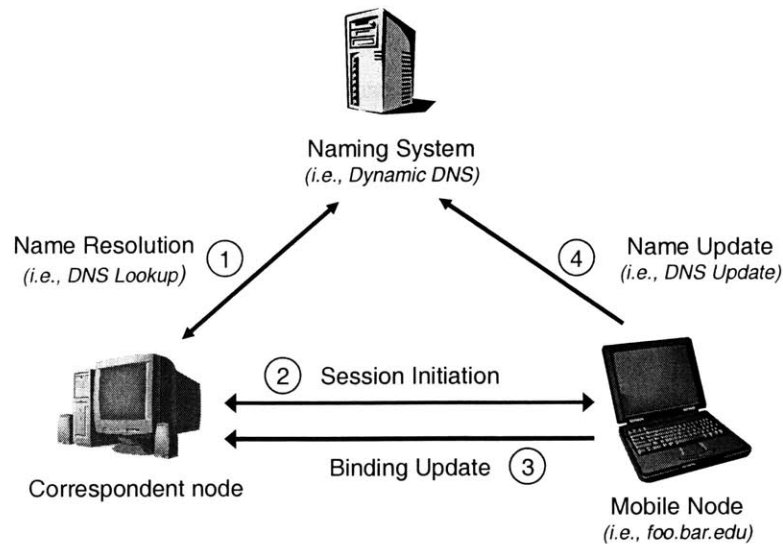 Naming System
(i.e., Dynamic DNS)
Name Resolution
(i.e., DNS Lookup)
1
4
Name Update
(i.e., DNS Update)
2 Session Initiation
Binding Update 3
Correspondent node
Mobile Node
(i.e., foo.bar.edu)